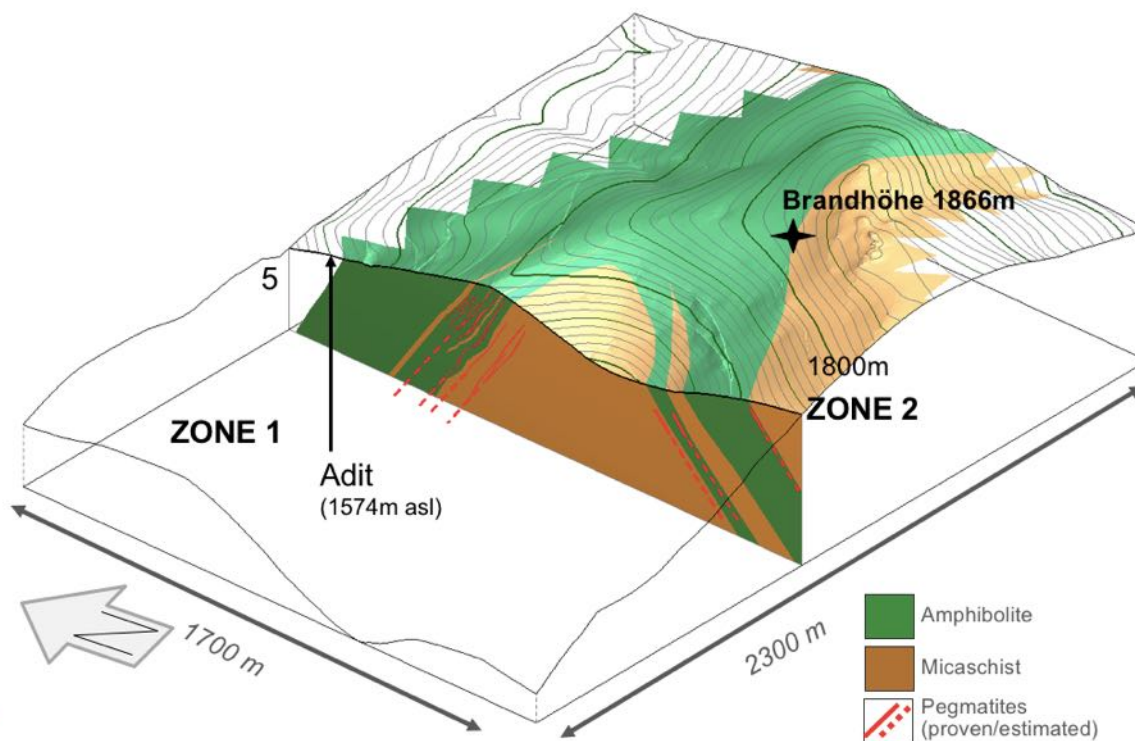 Brandhöhe 1866m
5
1800m
ZONE 2
ZONE 1
Adit
(1574m asl)
1700 m
2300 m
N
Amphibolite
Micaschist
Pegmatites
(proven/estimated)